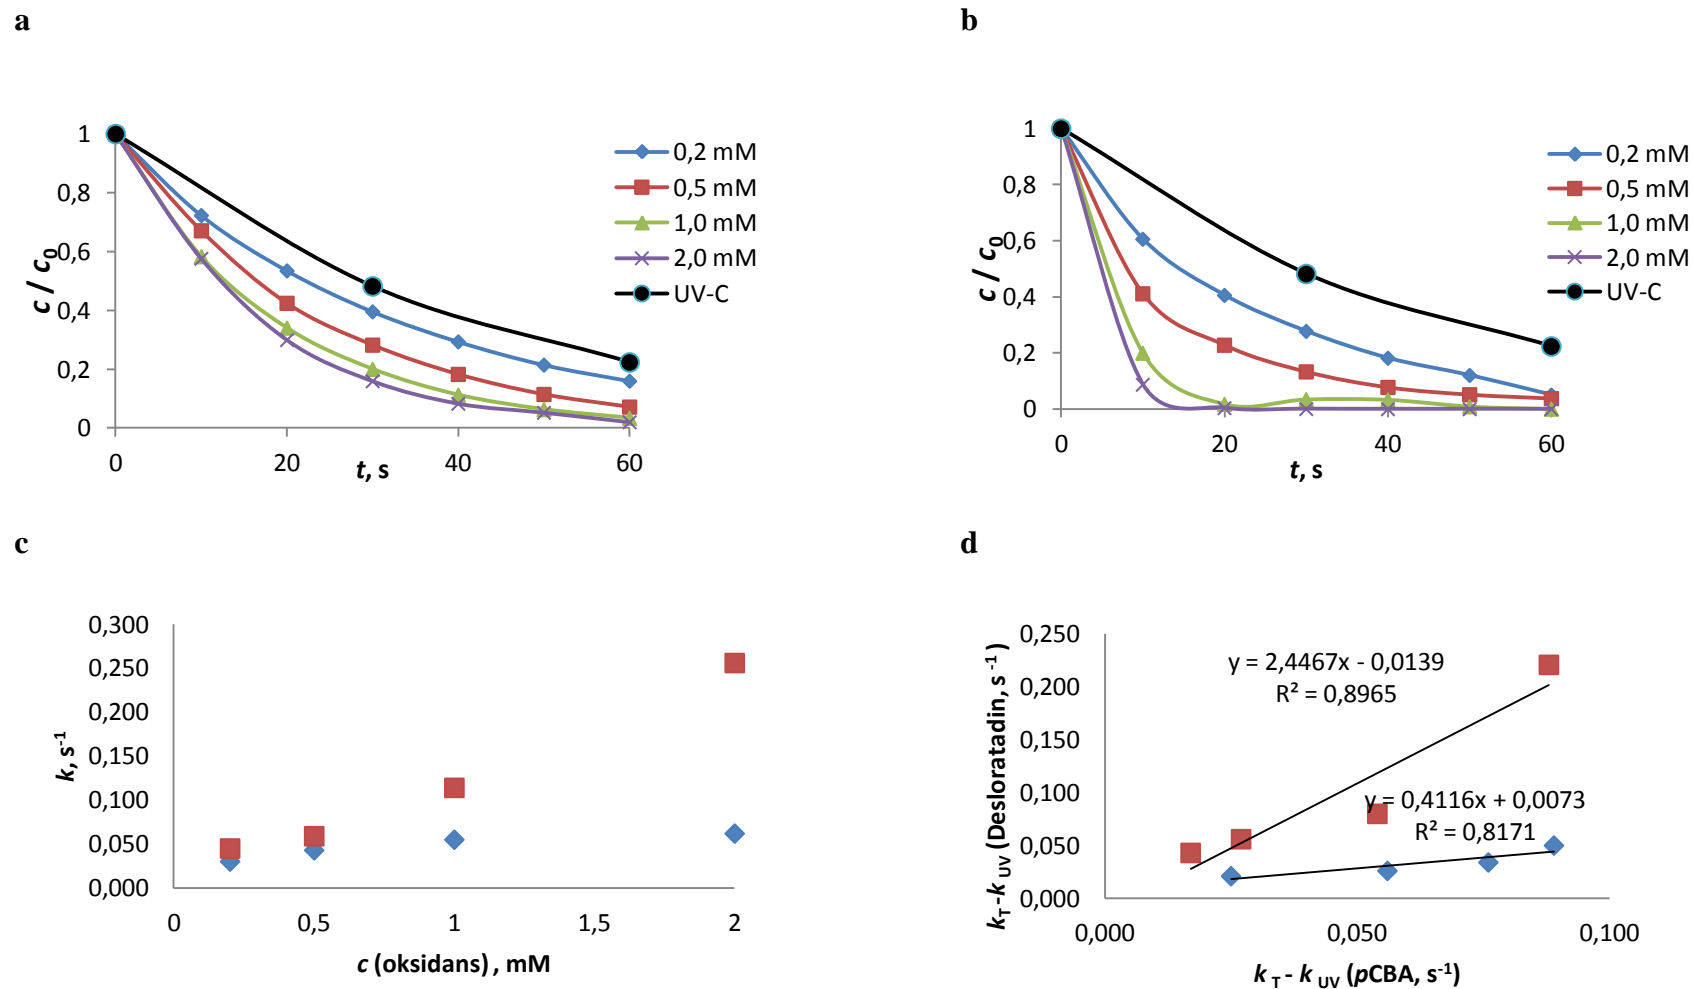 a
c / c0
1
0,8
0,6
0,4
0,2
0
0 20 40 60
t, s
0,2 mM
0,5 mM
1,0 mM
2,0 mM
UV-C
b
c / c0
1
0,8
0,6
0,4
0,2
0
0 20 40 60
t, s
0,2 mM
0,5 mM
1,0 mM
2,0 mM
UV-C
c
k, s-1
0,300
0,250
0,200
0,150
0,100
0,050
0,000
0 0,5 1 1,5 2
c (oksidans) , mM
d
kT-k UV (Desloratadin, s -1)
0,250
0,200
0,150
0,100
0,050
0,000
y = 2,4467x - 0,0139
R² = 0,8965
y = 0,4116x + 0,0073
R² = 0,8171
0,000 0,050 0,100
k T - k UV (pCBA, s-1)